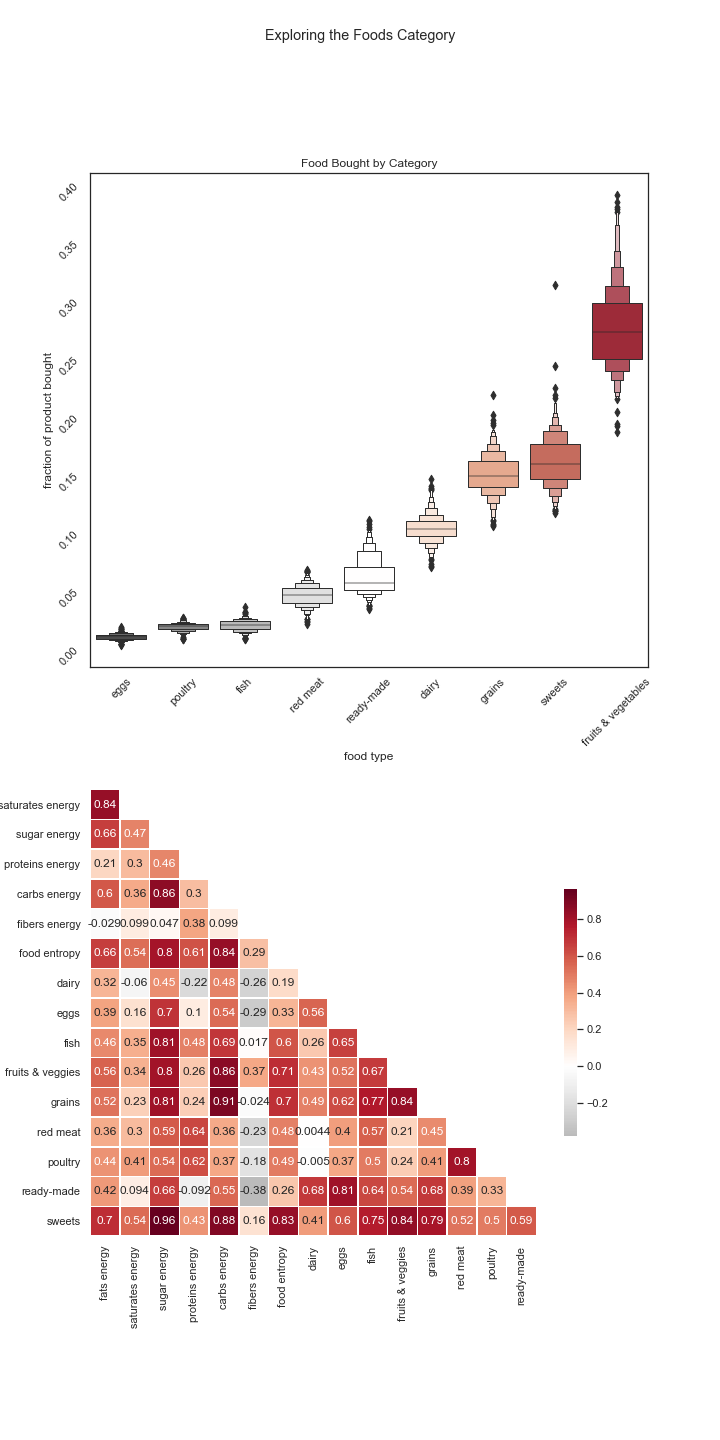 Exploring the Foods Category
Food Bought by Category
0.40
0.35
0.30
0.25
0.20
0.15
0.10
0.05
0.00
fraction of product bought
eggs poultry fish red meat ready-made dairy grains sweets fruits & vegetables
food type
saturates energy 0.84
sugar energy 0.66 0.47
proteins energy 0.21 0.3 0.46
carbs energy 0.6 0.36 0.86 0.3
fibers energy -0.029 0.099 0.047 0.38 0.099
food entropy 0.66 0.54 0.8 0.61 0.84 0.29
dairy 0.32 -0.06 0.45 -0.22 0.48 -0.26 0.19
eggs 0.39 0.16 0.7 0.1 0.54 -0.29 0.33 0.56
fish 0.46 0.35 0.81 0.48 0.69 0.017 0.6 0.26 0.65
fruits & veggies 0.56 0.34 0.8 0.26 0.86 0.37 0.71 0.43 0.52 0.67
grains 0.52 0.23 0.81 0.24 0.91 -0.024 0.7 0.49 0.62 0.77 0.84
red meat 0.36 0.3 0.59 0.64 0.36 -0.23 0.48 0.0044 0.4 0.57 0.21 0.45
poultry 0.44 0.41 0.54 0.62 0.37 -0.18 0.49 -0.005 0.37 0.5 0.24 0.41 0.8
ready-made 0.42 0.094 0.66 -0.092 0.55 -0.38 0.26 0.68 0.81 0.64 0.54 0.68 0.39 0.33
sweets 0.7 0.54 0.96 0.43 0.88 0.16 0.83 0.41 0.6 0.75 0.84 0.79 0.52 0.5 0.59
fats energy saturates energy sugar energy proteins energy carbs energy fibers energy food entropy dairy eggs fish fruits & veggies grains red meat poultry ready-made
0.8
0.6
0.4
0.2
0.0
−0.2